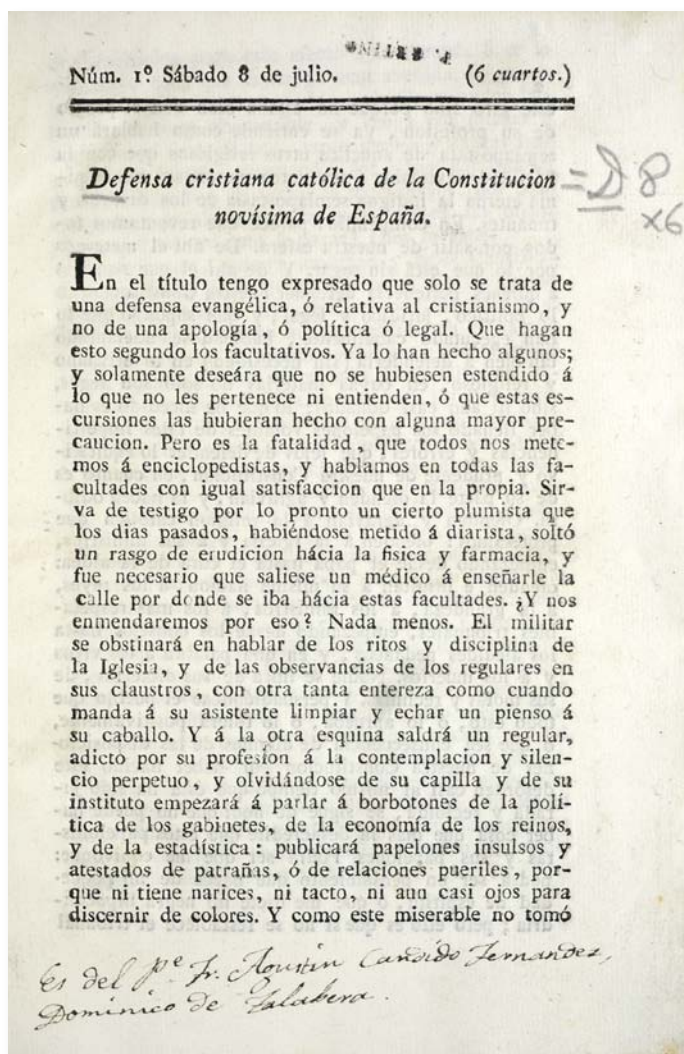 Núm. 1º Sábado 8 de julio. (6 cuartos.)
Defensa cristiana católica de la Constitucion
novísima de España.
=D8
x6
En el título tengo expresado que solo se trata de
una defensa evangélica, ó relativa al cristianismo, y
no de una apología, ó política ó legal. Que hagan
esto segundo los facultativos. Ya lo han hecho algunos;
y solamente deseára que no se hubiesen estendido á
lo que no les pertenece ni entienden, ó que estas es-
cursiones las hubieran hecho con alguna mayor pre-
caucion. Pero es la fatalidad, que todos nos mete-
mos á enciclopedistas, y hablamos en todas las fa-
cultades con igual satisfaccion que en la propia. Sir-
va de testigo por lo pronto un cierto plumista que
los dias pasados, habiéndose metido á diarista, soltó
un rasgo de erudicion hácia la fisica y farmacia, y
fue necesario que saliese un médico á enseñarle la
calle por donde se iba hácia estas facultades. ¿Y nos
enmendaremos por eso? Nada menos. El militar
se obstinará en hablar de los ritos y disciplina de
la Iglesia, y de las observancias de los regulares en
sus claustros, con otra tanta entereza como cuando
manda á su asistente limpiar y echar un pienso á
su caballo. Y á la otra esquina saldrá un regular,
adicto por su profesion á la contemplacion y silen-
cio perpetuo, y olvidándose de su capilla y de su
instituto empezará á parlar á borbotones de la polí-
tica de los gabinetes, de la economía de los reinos,
y de la estadística: publicará papelones insulsos y
atestados de patrañas, ó de relaciones pueriles, por-
que ni tiene narices, ni tacto, ni aun casi ojos para
discernir de colores. Y como este miserable no tomó
Es del Pe. Fr. Agustin Candido Fernandez,
Dominico de Talabera.